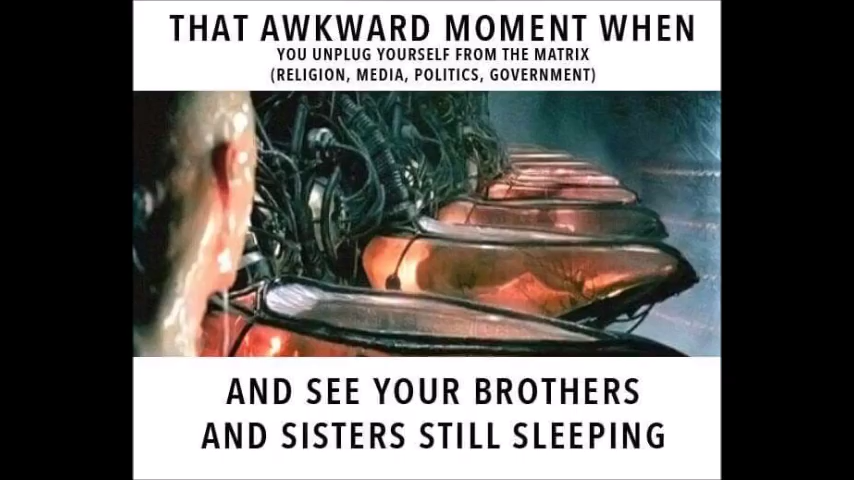 THAT AWKWARD MOMENT WHEN
YOU UNPLUG YOURSELF FROM THE MATRIX
(RELIGION, MEDIA, POLITICS, GOVERNMENT)
AND SEE YOUR BROTHERS
AND SISTERS STILL SLEEPING